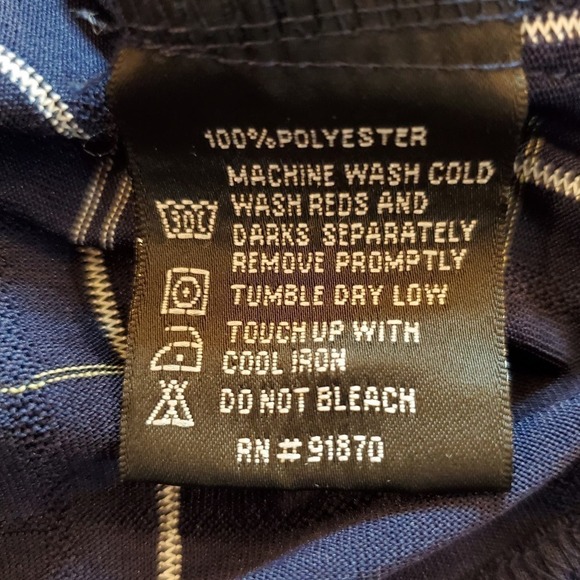 100% POLYESTER
MACHINE WASH COLD
30C
WASH REDS AND
DARKS SEPARATELY
REMOVE PROMPTLY
TUMBLE DRY LOW
TOUCH UP WITH
COOL IRON
DO NOT BLEACH
RN # 91870